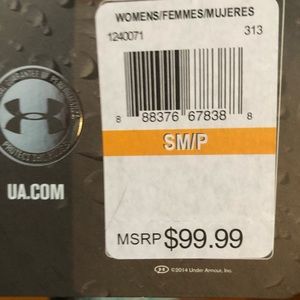 WOMENS/FEMMES/MUJERES
1240071 313
8 88376 67838 8
SM/P
UA.COM
MSRP $99.99
©2014 Under Armour, Inc.